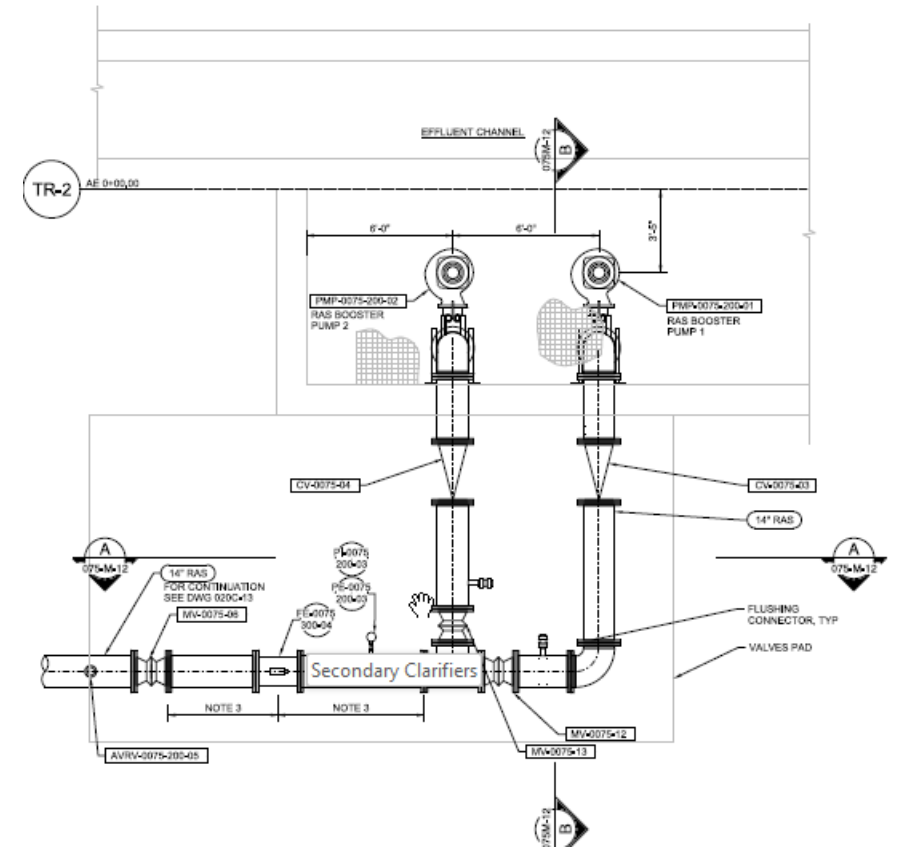 EFFLUENT CHANNEL
075M-12
B
TR-2
AE 0+00.00
6'-0"
6'-0"
3'-5"
PMP-0075-200-02
RAS BOOSTER
PUMP 2
PMP-0075-200-01
RAS BOOSTER
PUMP 1
CV-0075-04
CV-0075-03
14" RAS
A
075-M-12
A
075-M-12
PI-0075
200-03
PE-0075
200-03
14" RAS
FOR CONTINUATION
SEE DWG 020C-13
MV-0075-06
FE-0075
300-04
FLUSHING
CONNECTOR, TYP
VALVES PAD
Secondary Clarifiers
NOTE 3
NOTE 3
MV-0075-12
MV-0075-13
AVRV-0075-200-05
075M-12
B